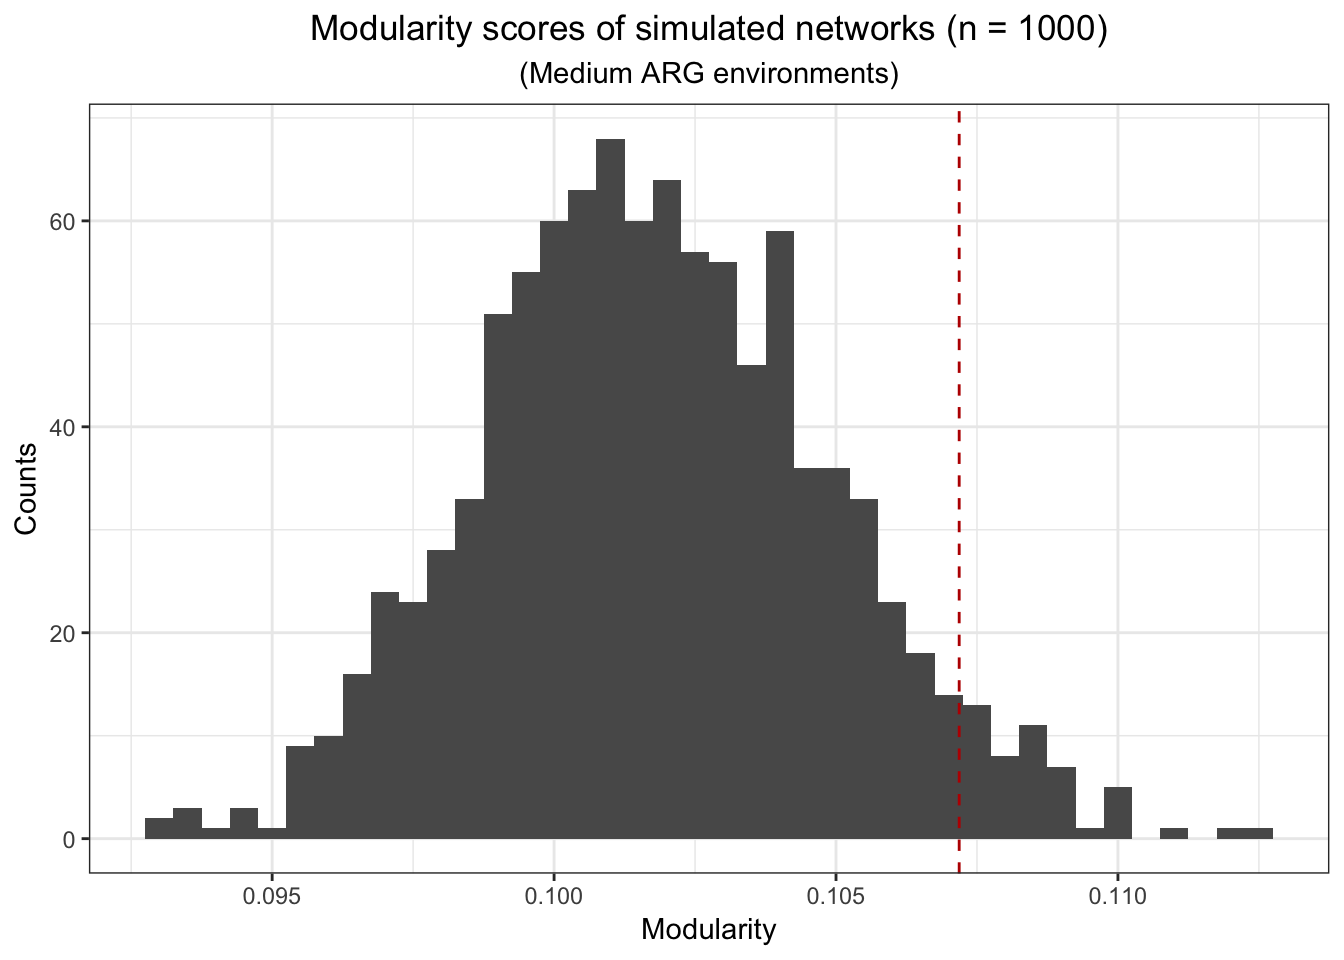 Modularity scores of simulated networks (n = 1000)
(Medium ARG environments)
60
40
20
0
Counts
0.095 0.100 0.105 0.110
Modularity